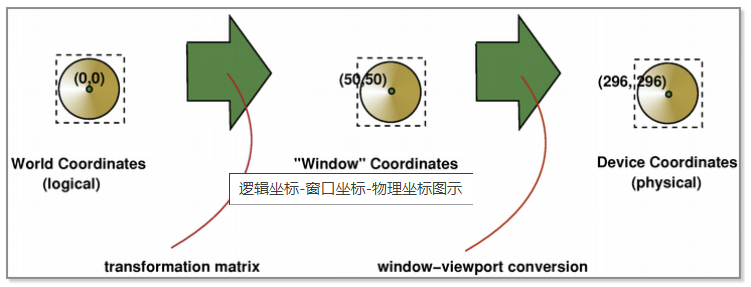 (0,0)
(50,50)
(296, 296)
World Coordinates
(logical)
"Window" Coordinates
Device Coordinates
(physical)
逻辑坐标-窗口坐标-物理坐标图示
transformation matrix
window−viewport conversion